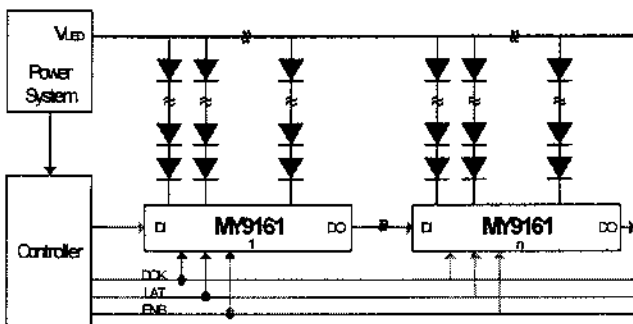 VLED
Power
System
Controller
DI MY9161 DO
1
DI MY9161 DO
n
DCK
LAT
ENB